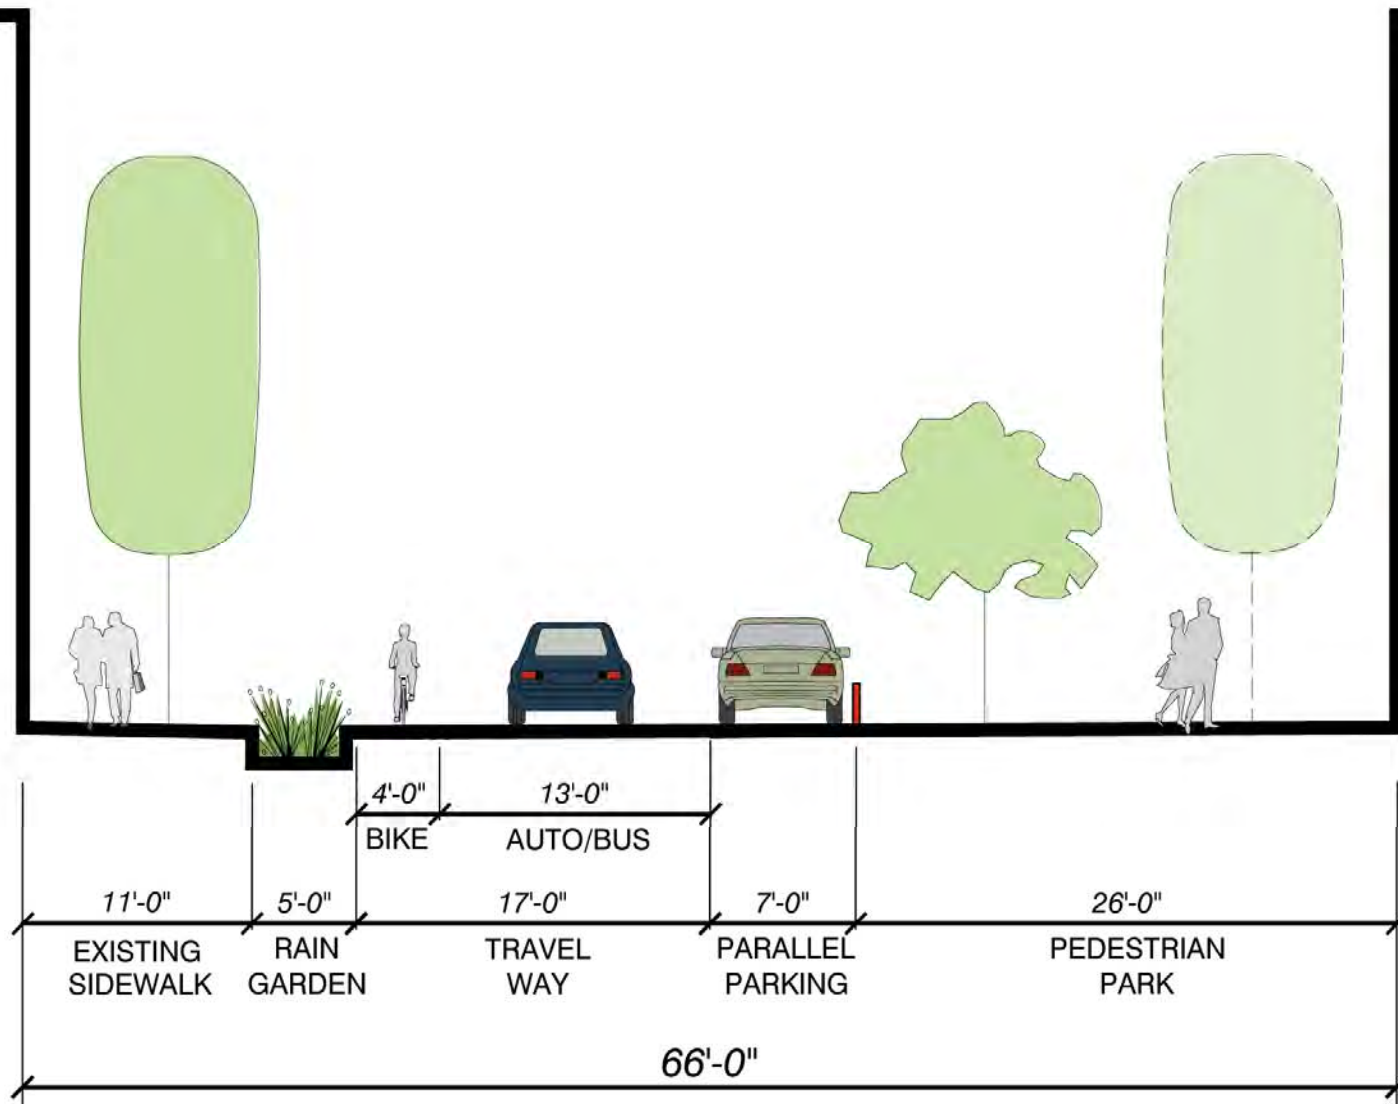 4'-0" 13'-0"
BIKE AUTO/BUS
11'-0" 5'-0" 17'-0" 7'-0" 26'-0"
EXISTING RAIN TRAVEL PARALLEL PEDESTRIAN
SIDEWALK GARDEN WAY PARKING PARK
66'-0"